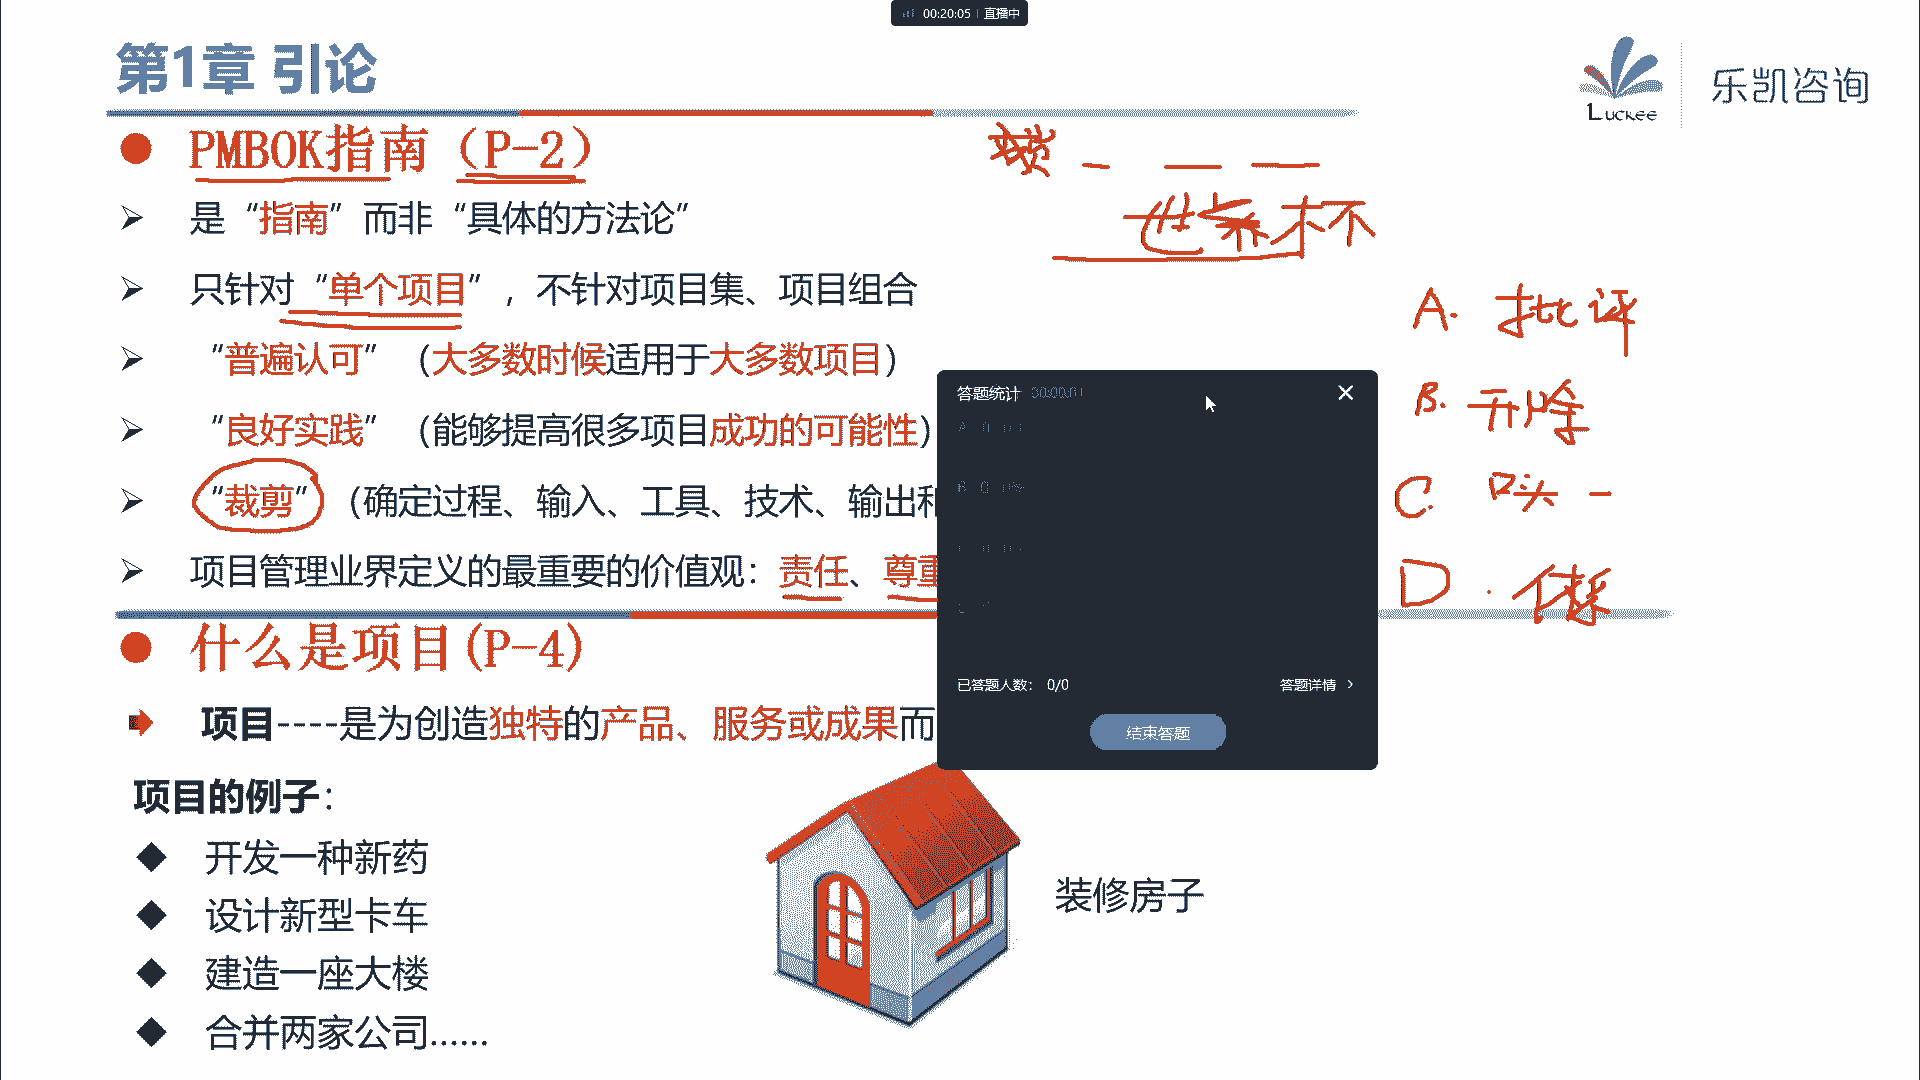 00:20:05 | 直播中
第1章 引论
Luckee 乐凯咨询
PMBOK指南（P-2）
是“指南”而非“具体的方法论”
只针对“单个项目”，不针对项目集、项目组合
“普遍认可”（大多数时候适用于大多数项目）
“良好实践”（能够提高很多项目成功的可能性）
“裁剪”（确定过程、输入、工具、技术、输出和
项目管理业界定义的最重要的价值观：责任、尊重
世界杯
A. 批评
B. 开除
C. 口头 —
D.
答题统计 00:00:01
已答题人数： 0/0
答题详情 >
结束答题
什么是项目(P-4)
项目----是为创造独特的产品、服务或成果而
项目的例子：
开发一种新药
设计新型卡车
建造一座大楼
合并两家公司......
装修房子